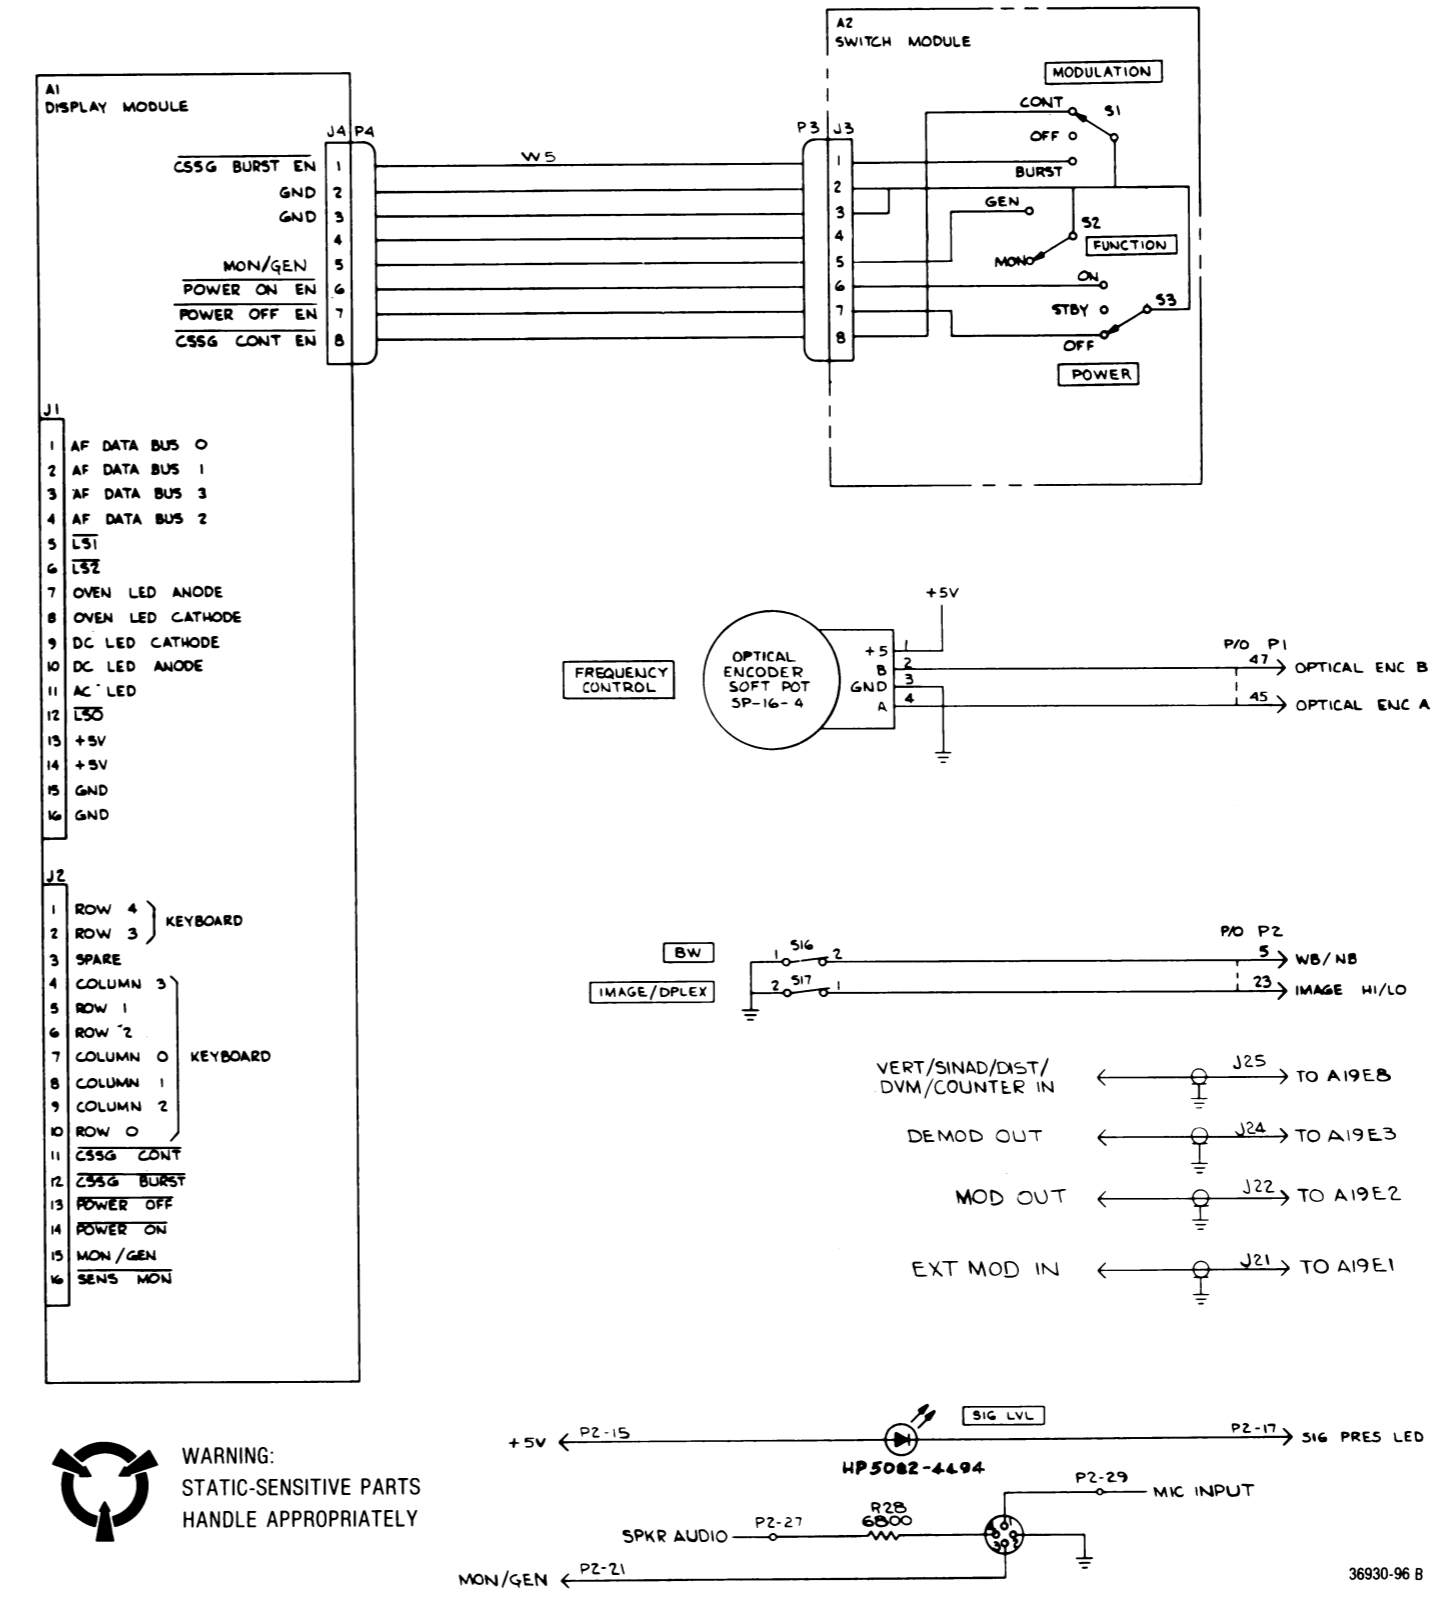 A1
DISPLAY MODULE
J4 P4
CSSG BURST EN 1
GND 2
GND 3
4
MON/GEN 5
POWER ON EN 6
POWER OFF EN 7
CSSG CONT EN 8
W5
A2
SWITCH MODULE
P3 J3
1
2
3
4
5
6
7
8
MODULATION
CONT
S1
OFF
BURST
GEN
S2
FUNCTION
MON
ON
STBY
S3
OFF
POWER
J1
1 AF DATA BUS 0
2 AF DATA BUS 1
3 AF DATA BUS 3
4 AF DATA BUS 2
5 LS1
6 LS2
7 OVEN LED ANODE
8 OVEN LED CATHODE
9 DC LED CATHODE
10 DC LED ANODE
11 AC LED
12 LS0
13 +5V
14 +5V
15 GND
16 GND
J2
1 ROW 4
2 ROW 3
KEYBOARD
3 SPARE
4 COLUMN 3
5 ROW 1
6 ROW 2
7 COLUMN 0
KEYBOARD
8 COLUMN 1
9 COLUMN 2
10 ROW 0
11 CSSG CONT
12 CSSG BURST
13 POWER OFF
14 POWER ON
15 MON/GEN
16 SENS MON
FREQUENCY
CONTROL
OPTICAL
ENCODER
SOFT POT
SP-16-4
+5V
+5 1
B 2
GND 3
A 4
P/O P1
47 OPTICAL ENC B
45 OPTICAL ENC A
P/O P2
BW
1 S16 2
5 WB/NB
IMAGE/DPLEX
2 S17 1
23 IMAGE HI/LO
VERT/SINAD/DIST/
DVM/COUNTER IN
J25 TO A19E8
DEMOD OUT J24 TO A19E3
MOD OUT J22 TO A19E2
EXT MOD IN J21 TO A19E1
SIG LVL
+5V P2-15
P2-17 SIG PRES LED
HP5082-4494
P2-29
MIC INPUT
R28
6800
SPKR AUDIO P2-27
1
2
3
MON/GEN P2-21
WARNING:
STATIC-SENSITIVE PARTS
HANDLE APPROPRIATELY
36930-96 B